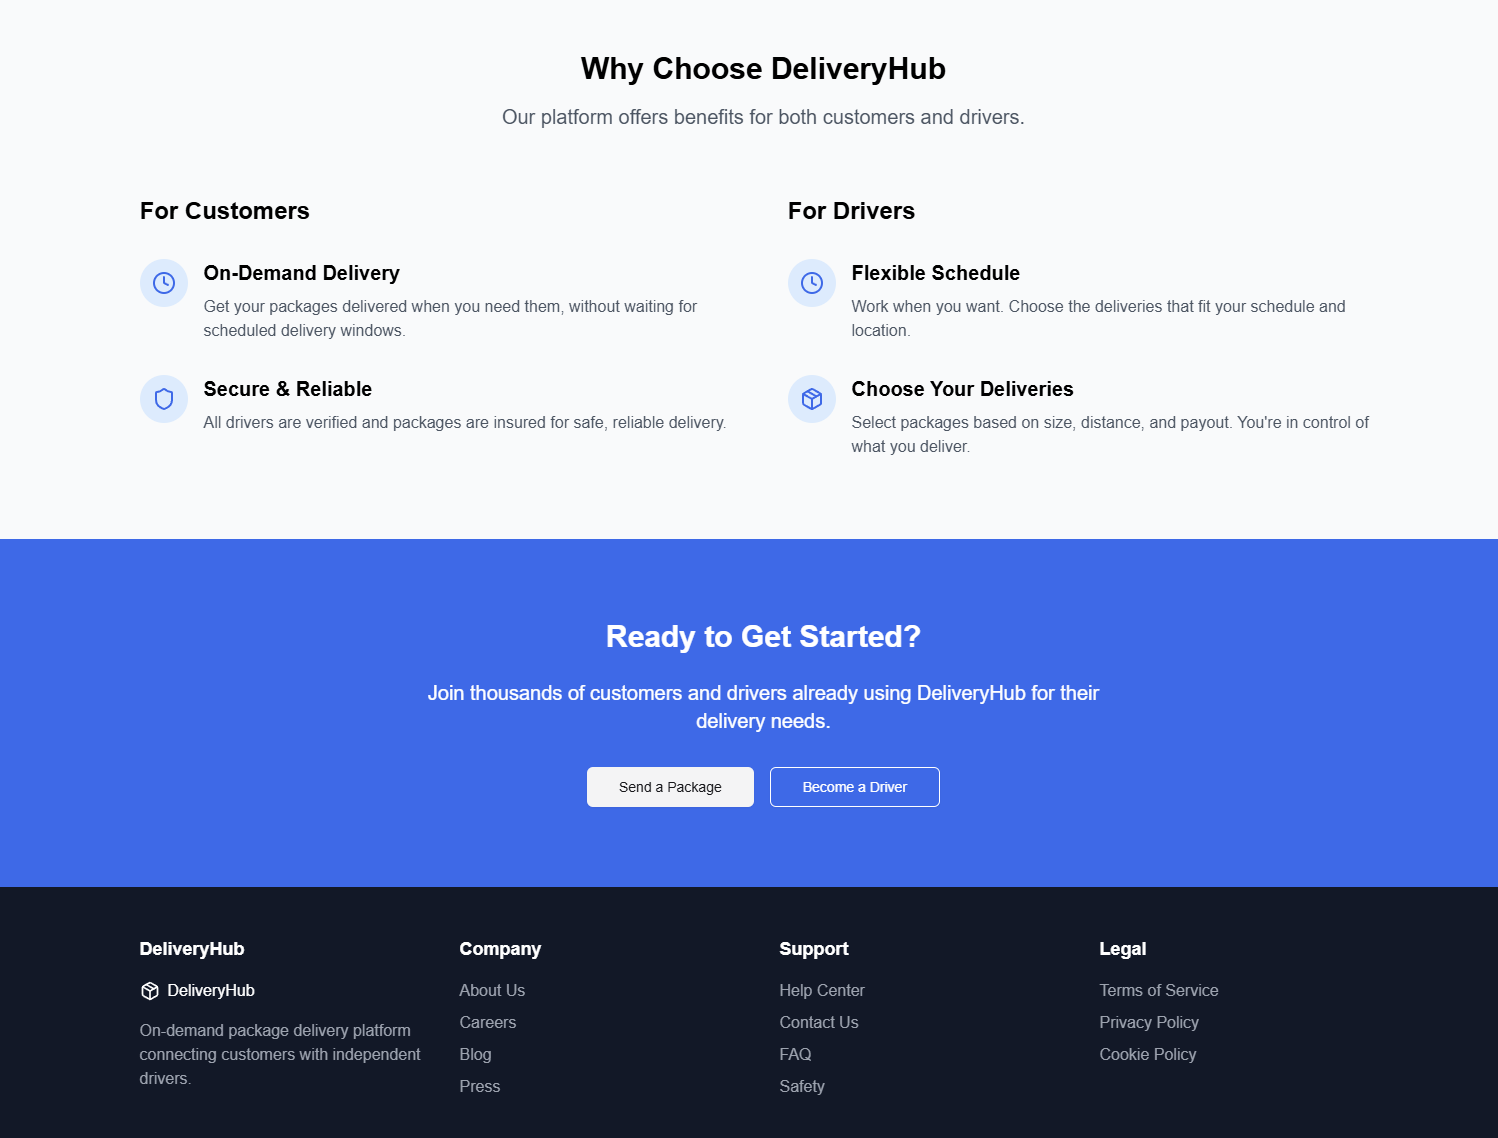 Why Choose DeliveryHub
Our platform offers benefits for both customers and drivers.
For Customers
On-Demand Delivery
Get your packages delivered when you need them, without waiting for
scheduled delivery windows.
Secure & Reliable
All drivers are verified and packages are insured for safe, reliable delivery.
For Drivers
Flexible Schedule
Work when you want. Choose the deliveries that fit your schedule and
location.
Choose Your Deliveries
Select packages based on size, distance, and payout. You're in control of
what you deliver.
Ready to Get Started?
Join thousands of customers and drivers already using DeliveryHub for their
delivery needs.
Send a Package
Become a Driver
DeliveryHub
DeliveryHub
On-demand package delivery platform
connecting customers with independent
drivers.
Company
About Us
Careers
Blog
Press
Support
Help Center
Contact Us
FAQ
Safety
Legal
Terms of Service
Privacy Policy
Cookie Policy